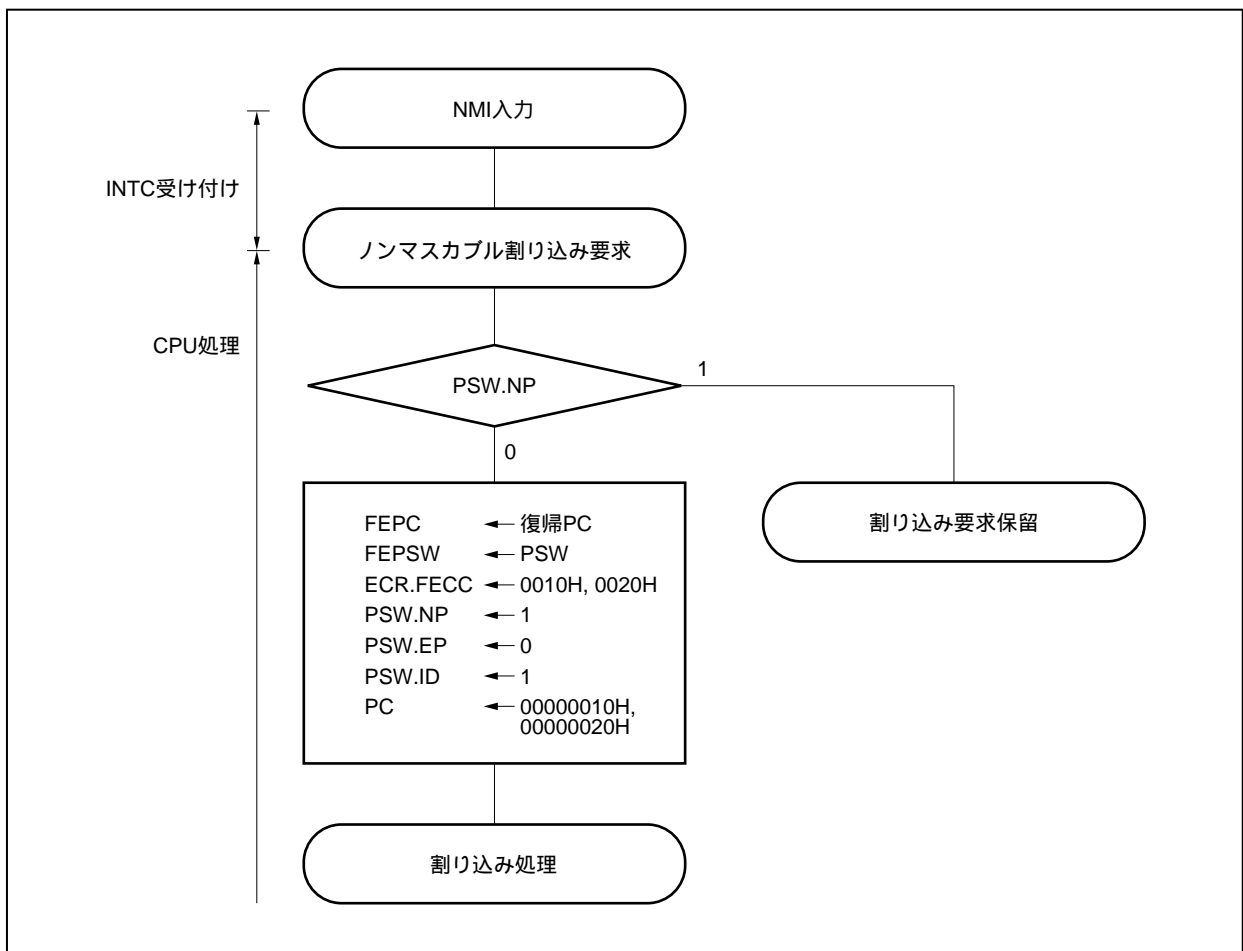 NMI入力
INTC受け付け
ノンマスカブル割り込み要求
CPU処理
PSW.NP
1
0
FEPC ← 復帰PC
FEPSW ← PSW
ECR.FECC ← 0010H, 0020H
PSW.NP ← 1
PSW.EP ← 0
PSW.ID ← 1
PC ← 00000010H,
00000020H
割り込み要求保留
割り込み処理